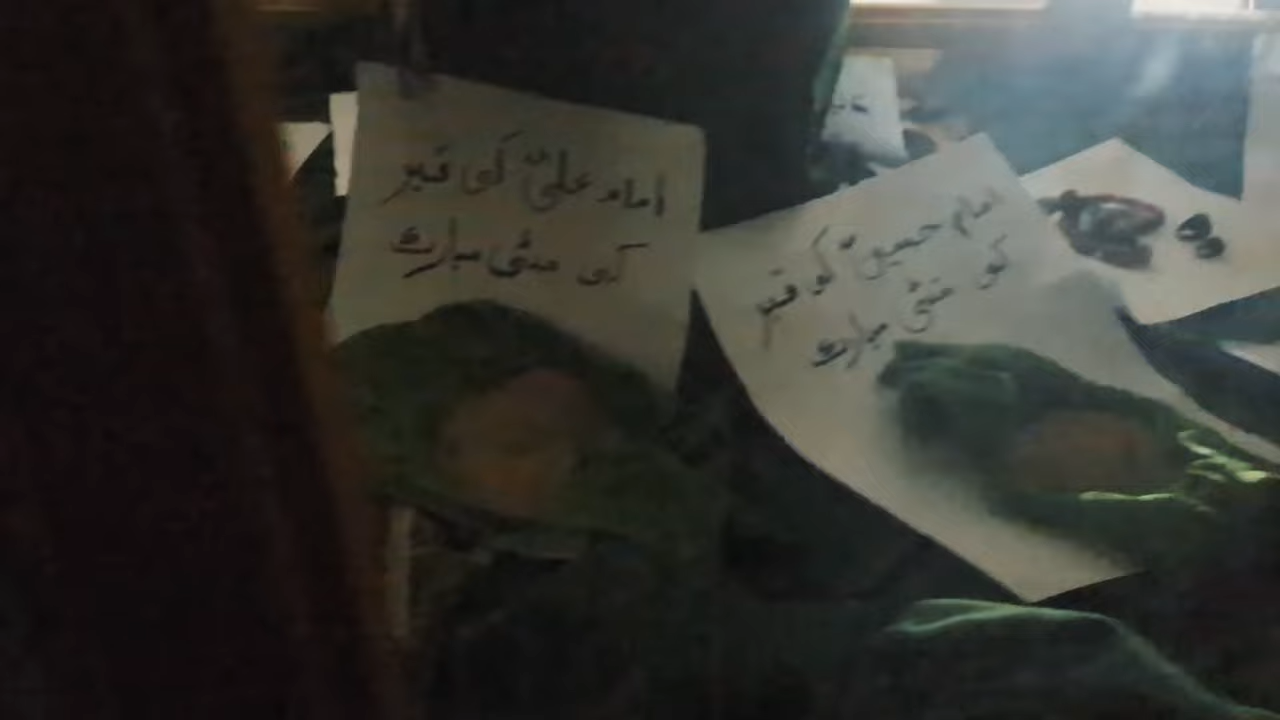 امام علیؑ کی قبر
کی مٹی مبارک
امام حسینؑ کی قبر
کی مٹی مبارک